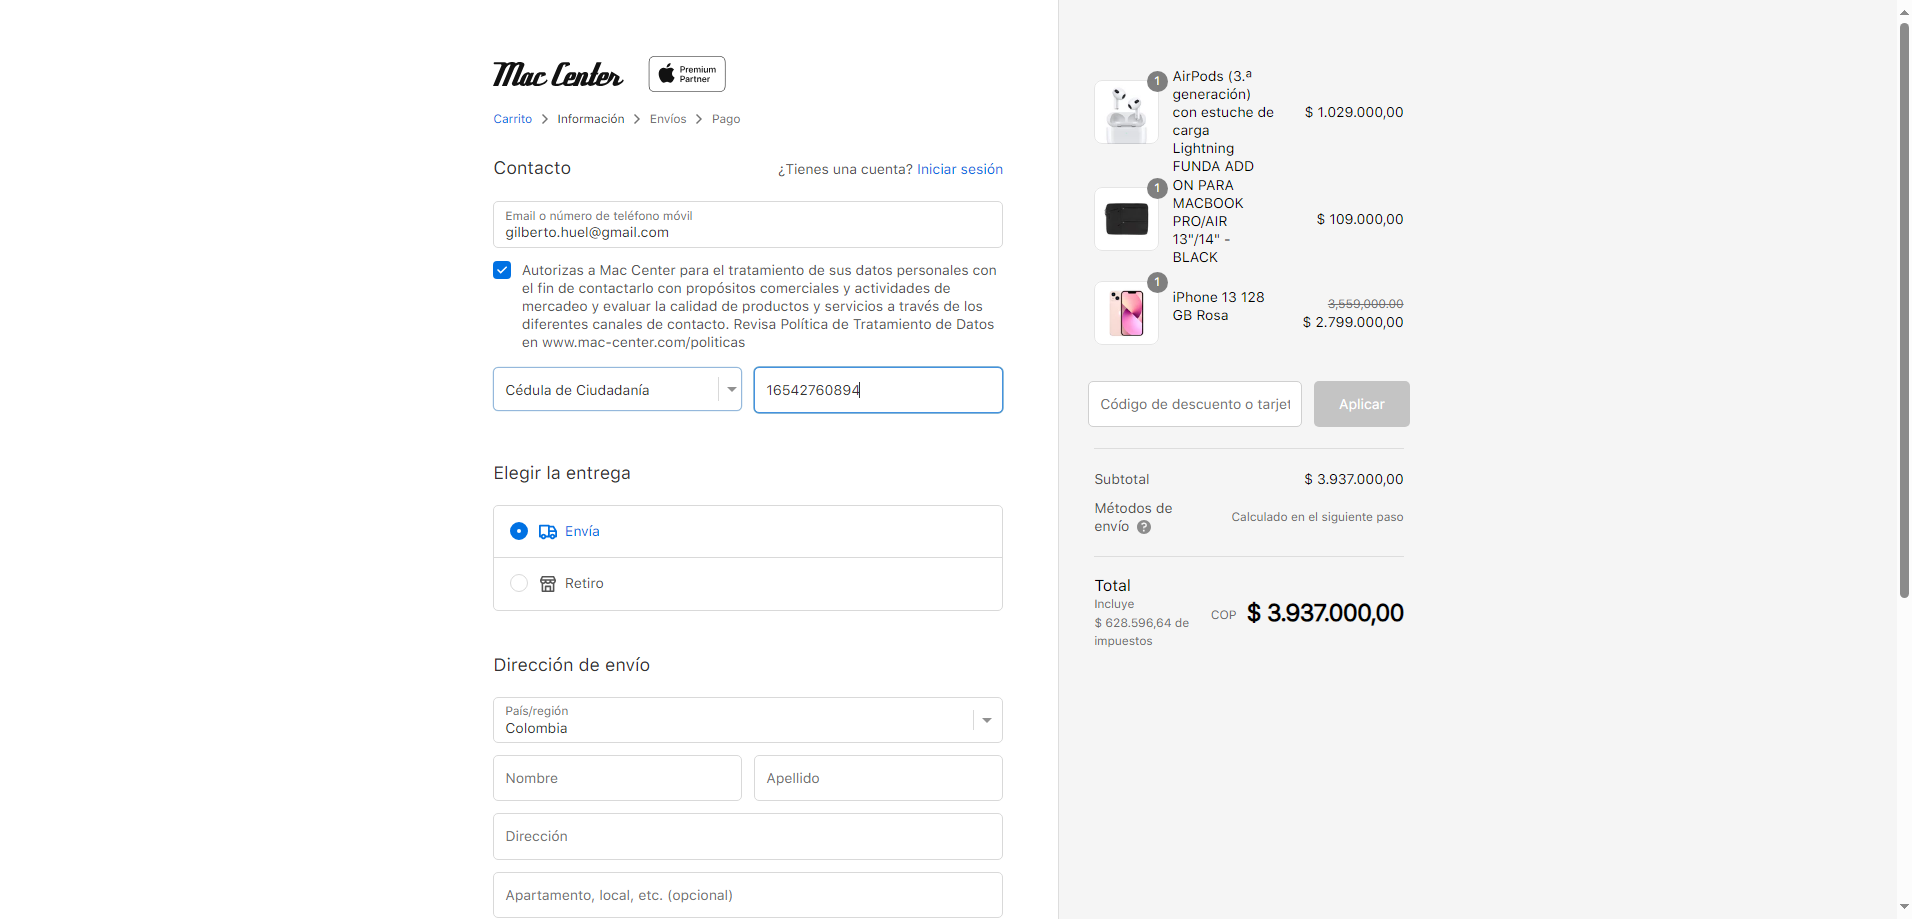 Mac Center
Premium
Partner
Carrito > Información > Envíos > Pago
Contacto
¿Tienes una cuenta? Iniciar sesión
Email o número de teléfono móvil
gilberto.huel@gmail.com
Autorizas a Mac Center para el tratamiento de sus datos personales con
el fin de contactarlo con propósitos comerciales y actividades de
mercadeo y evaluar la calidad de productos y servicios a través de los
diferentes canales de contacto. Revisa Política de Tratamiento de Datos
en www.mac-center.com/politicas
Cédula de Ciudadanía
16542760894
Elegir la entrega
Envía
Retiro
Dirección de envío
País/región
Colombia
Nombre
Apellido
Dirección
Apartamento, local, etc. (opcional)
1
AirPods (3.ª
generación)
con estuche de
carga
Lightning
$ 1.029.000,00
1
FUNDA ADD
ON PARA
MACBOOK
PRO/AIR
13"/14" -
BLACK
$ 109.000,00
1
iPhone 13 128
GB Rosa
3,559,000.00
$ 2.799.000,00
Código de descuento o tarjet
Aplicar
Subtotal
$ 3.937.000,00
Métodos de
envío ?
Calculado en el siguiente paso
Total
Incluye
$ 628.596,64 de
impuestos
COP $ 3.937.000,00